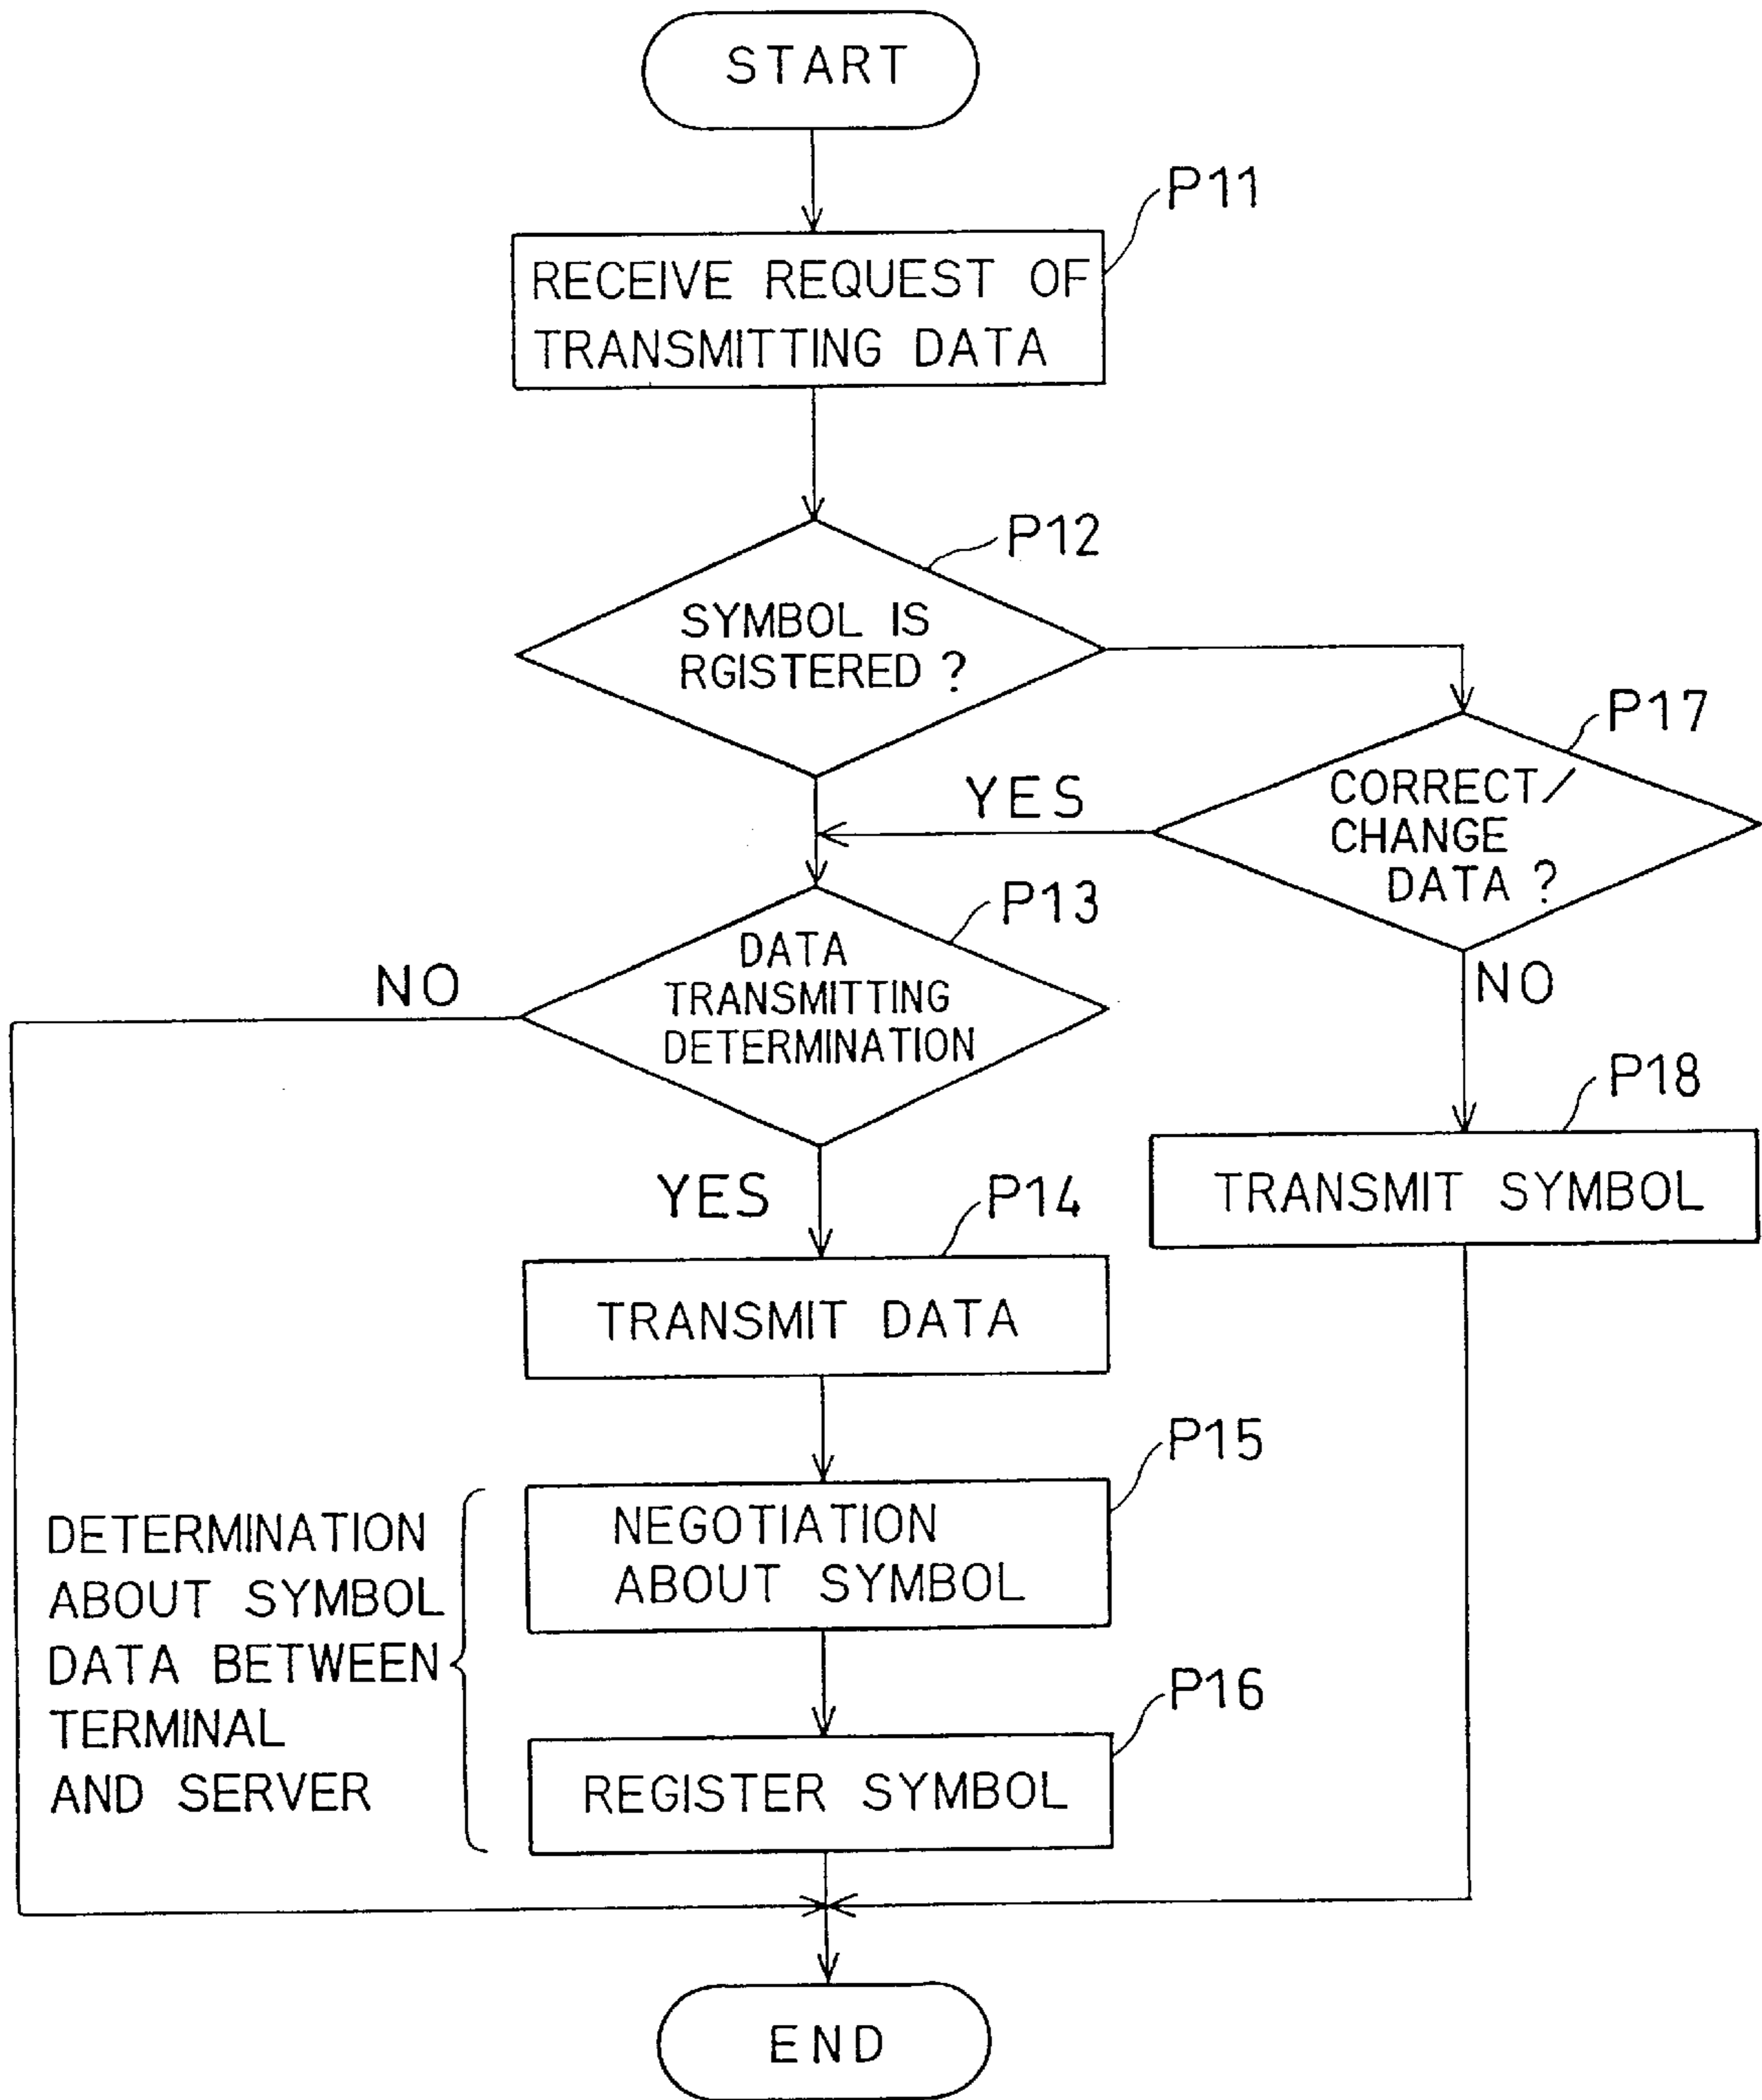 START
P11
RECEIVE REQUEST OF
TRANSMITTING DATA
P12
SYMBOL IS
RGISTERED ?
P17
CORRECT/
CHANGE
DATA ?
YES
P13
DATA
TRANSMITTING
DETERMINATION
NO
NO
P18
TRANSMIT SYMBOL
YES
P14
TRANSMIT DATA
P15
NEGOTIATION
ABOUT SYMBOL
DETERMINATION
ABOUT SYMBOL
DATA BETWEEN
TERMINAL
AND SERVER
P16
REGISTER SYMBOL
END